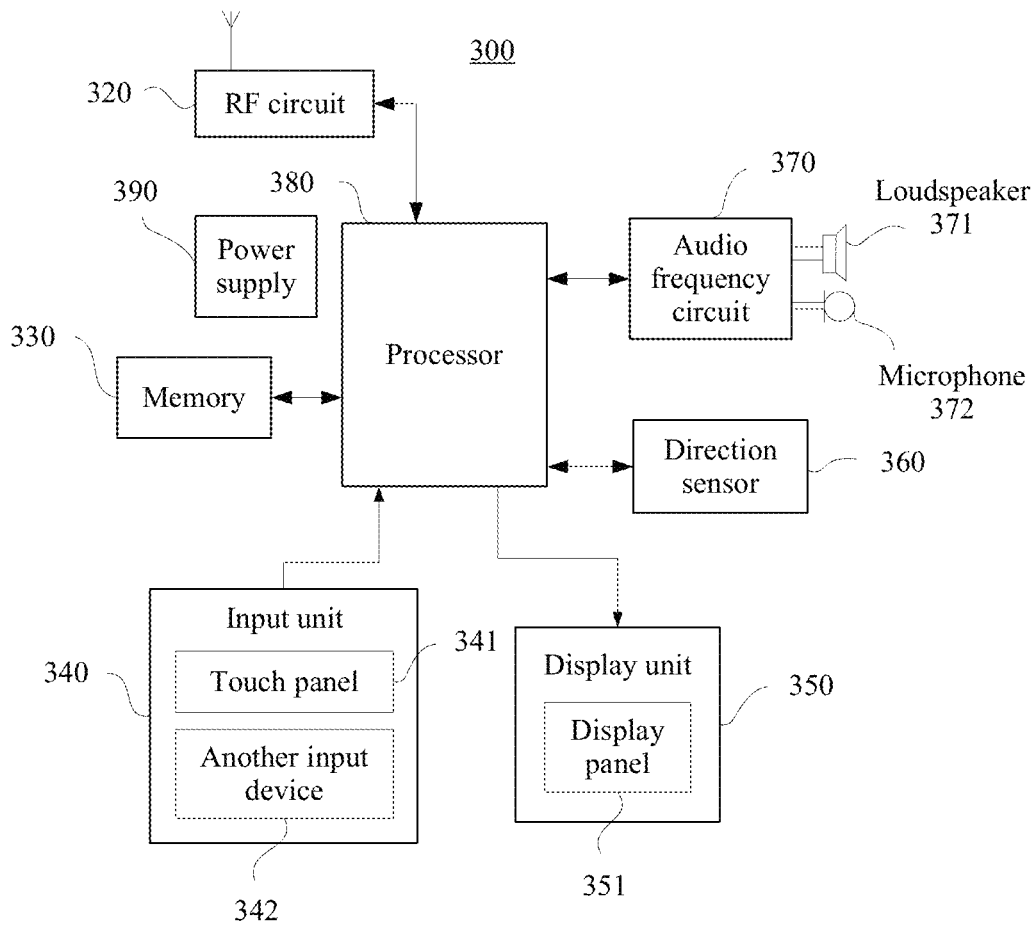 300
320
RF circuit
380
370
Loudspeaker
371
390
Power
supply
Audio
frequency
circuit
330
Memory
Processor
Microphone
372
Direction
sensor
360
Input unit
340
Touch panel
341
Another input
device
342
Display unit
350
Display
panel
351